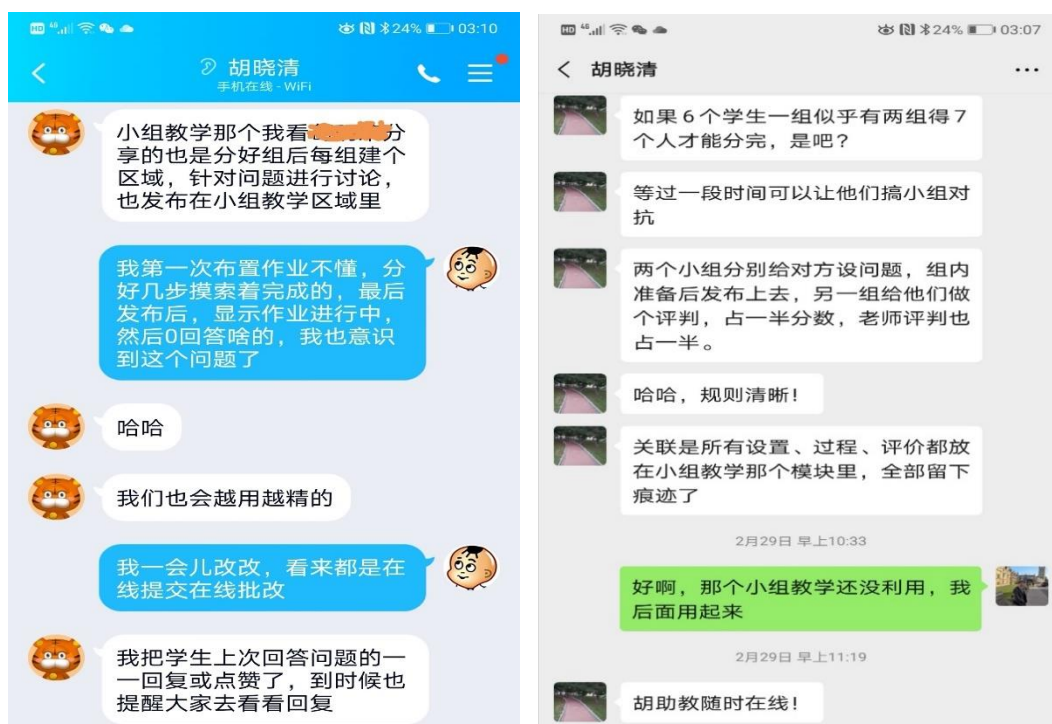 HD 46 24% 03:10
胡晓清
手机在线 - WiFi
小组教学那个我看分
享的也是分好组后每组建个
区域，针对问题进行讨论，
也发布在小组教学区域里
我第一次布置作业不懂，分
好几步摸索着完成的，最后
发布后，显示作业进行中，
然后0回答啥的，我也意识
到这个问题了
哈哈
我们也会越用越精的
我一会儿改改，看来都是在
线提交在线批改
我把学生上次回答问题的一
一回复或点赞了，到时候也
提醒大家去看看回复
HD 46 24% 03:07
胡晓清
如果6个学生一组似乎有两组得7
个人才能分完，是吧？
等过一段时间可以让他们搞小组对
抗
两个小组分别给对方设问题，组内
准备后发布上去，另一组给他们做
个评判，占一半分数，老师评判也
占一半。
哈哈，规则清晰！
关联是所有设置、过程、评价都放
在小组教学那个模块里，全部留下
痕迹了
2月29日 早上10:33
好啊，那个小组教学还没利用，我
后面用起来
2月29日 早上11:19
胡助教随时在线！